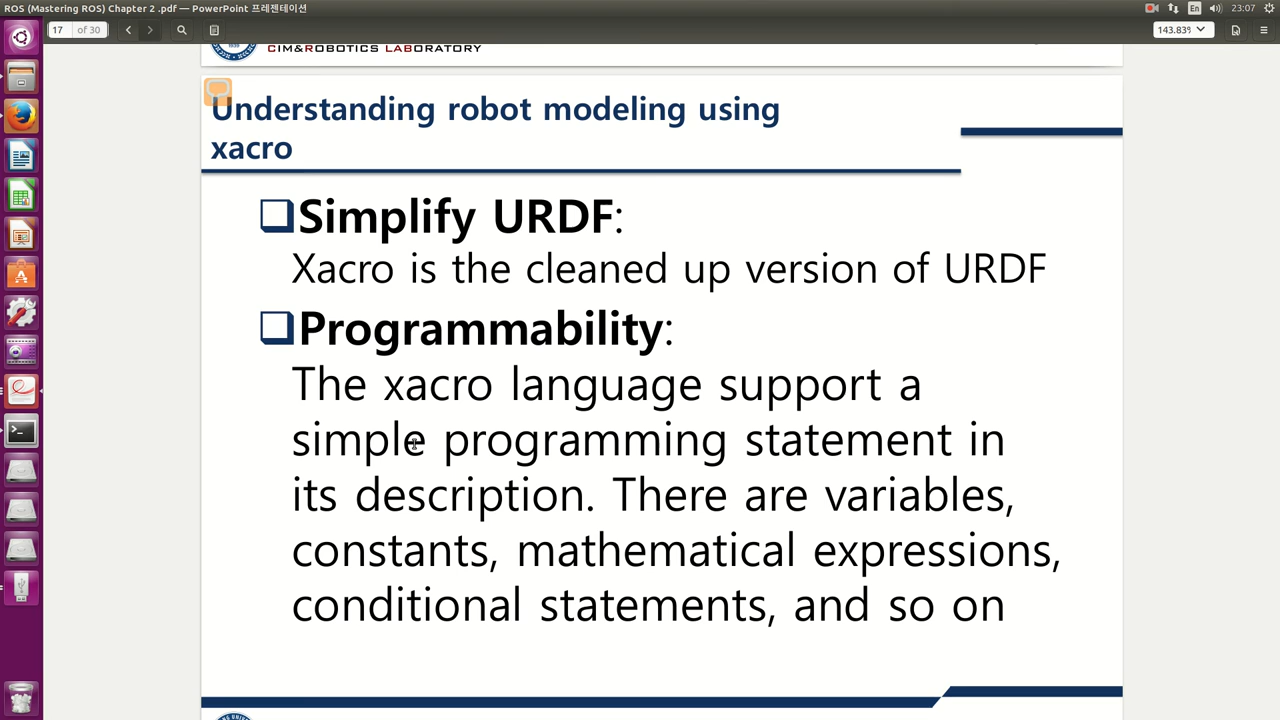 ROS (Mastering ROS) Chapter 2 .pdf — PowerPoint 프레젠테이션
En
23:07
17 of 30
143.83%
CIM&ROBOTICS LABORATORY
Understanding robot modeling using
xacro
Simplify URDF:
Xacro is the cleaned up version of URDF
Programmability:
The xacro language support a
simple programming statement in
its description. There are variables,
constants, mathematical expressions,
conditional statements, and so on